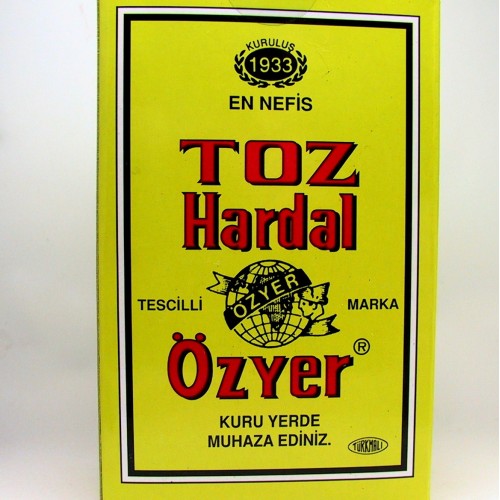 KURULUŞ
1933
EN NEFİS
TOZ
Hardal
ÖZYER
TESCİLLİ MARKA
Özyer®
KURU YERDE
MUHAZA EDİNİZ.
TÜRKMALI